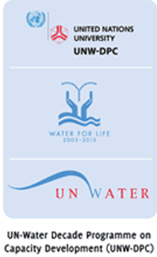 UNITED NATIONS
UNIVERSITY
UNW-DPC
WATER FOR LIFE
2005-2015
UN WATER
UN-Water Decade Programme on
Capacity Development (UNW-DPC)